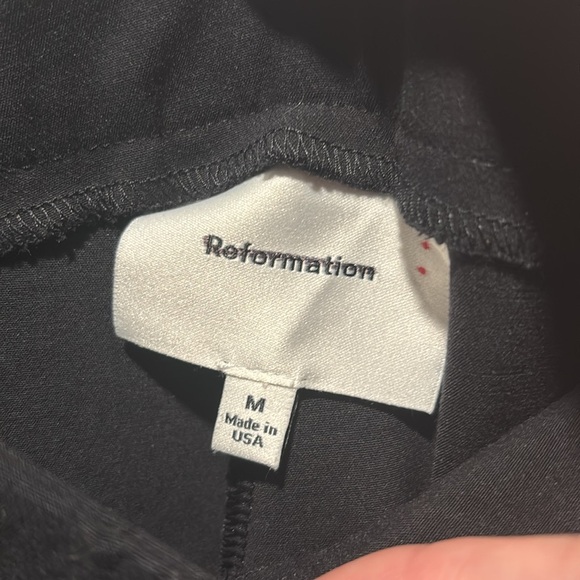 Reformation
M
Made in
USA